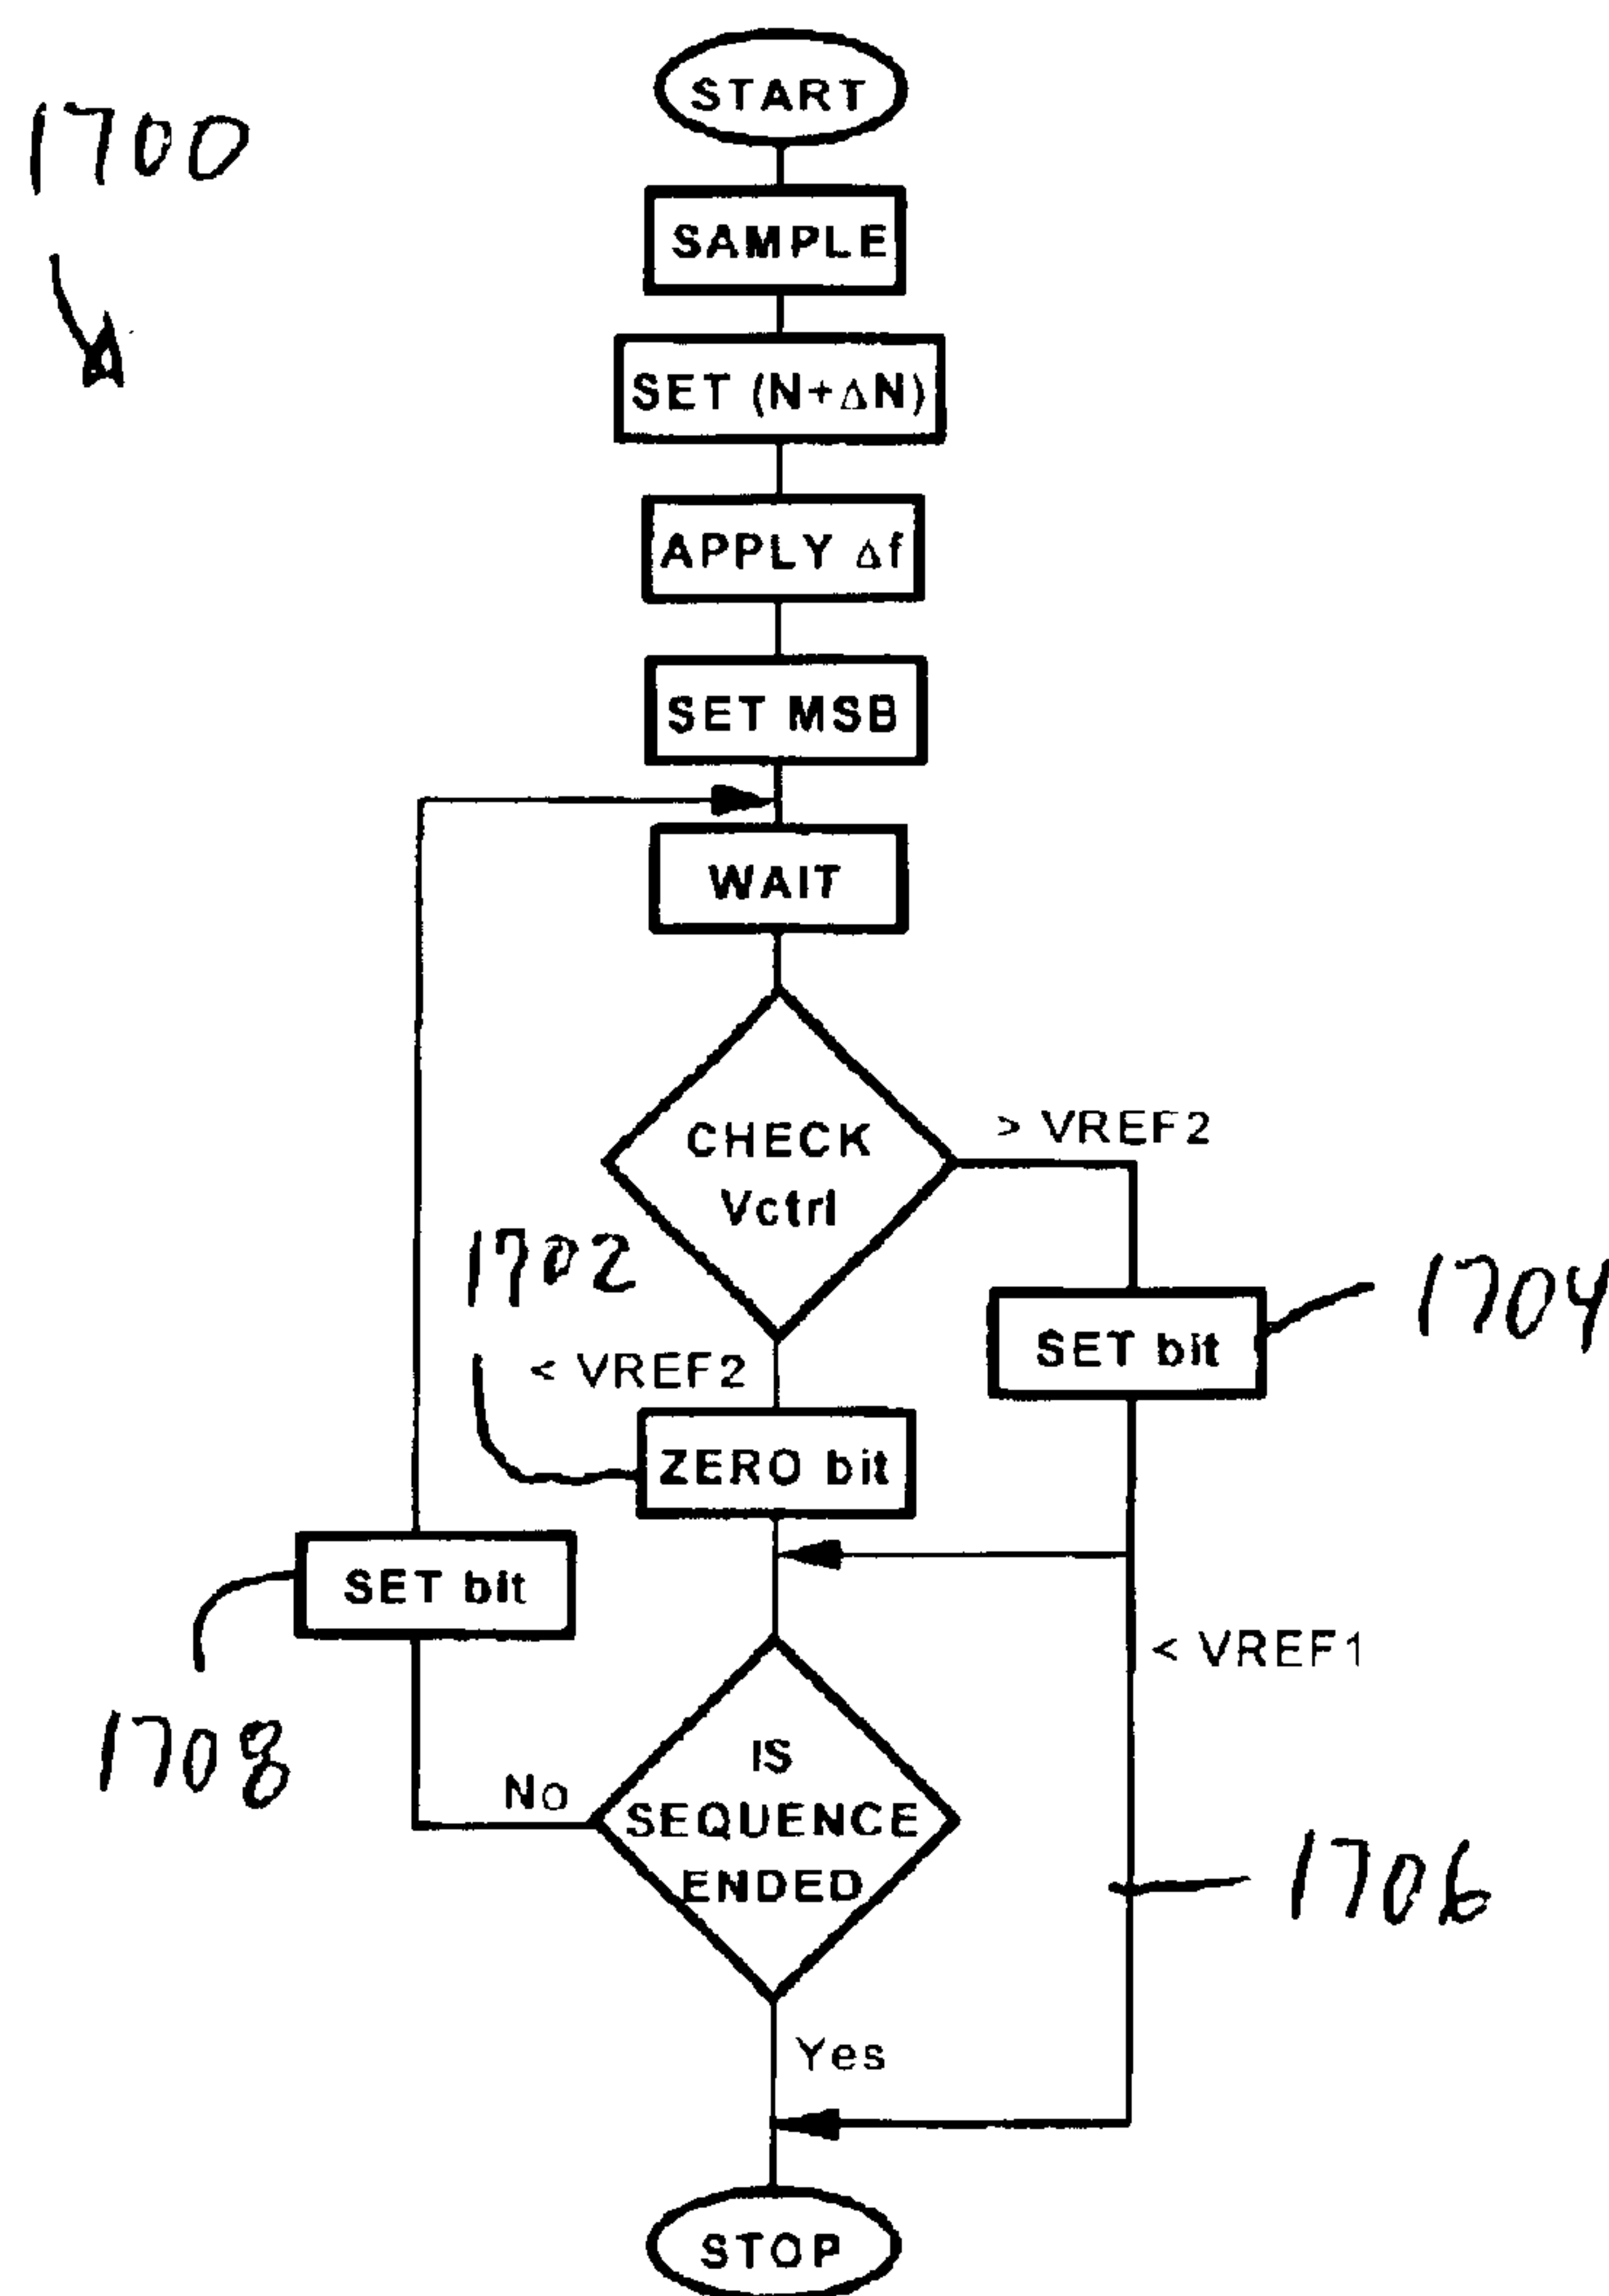 START
1700
SAMPLE
SET (N+ΔN)
APPLY Δf
SET MSB
WAIT
CHECK
Vctrl
> VREF2
1702
1704
SET bit
< VREF2
ZERO bit
SET bit
< VREF1
1708
No
IS
SEQUENCE
ENDED
1706
Yes
STOP